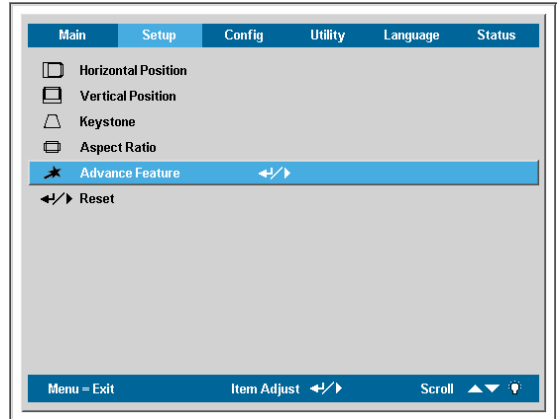 Main Setup Config Utility Language Status
Horizontal Position
Vertical Position
Keystone
Aspect Ratio
Advance Feature
Reset
Menu = Exit Item Adjust Scroll